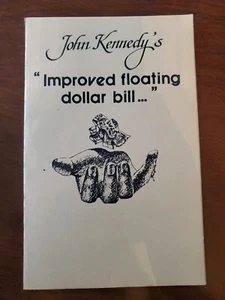 John Kennedy's
"Improved floating
dollar bill..."